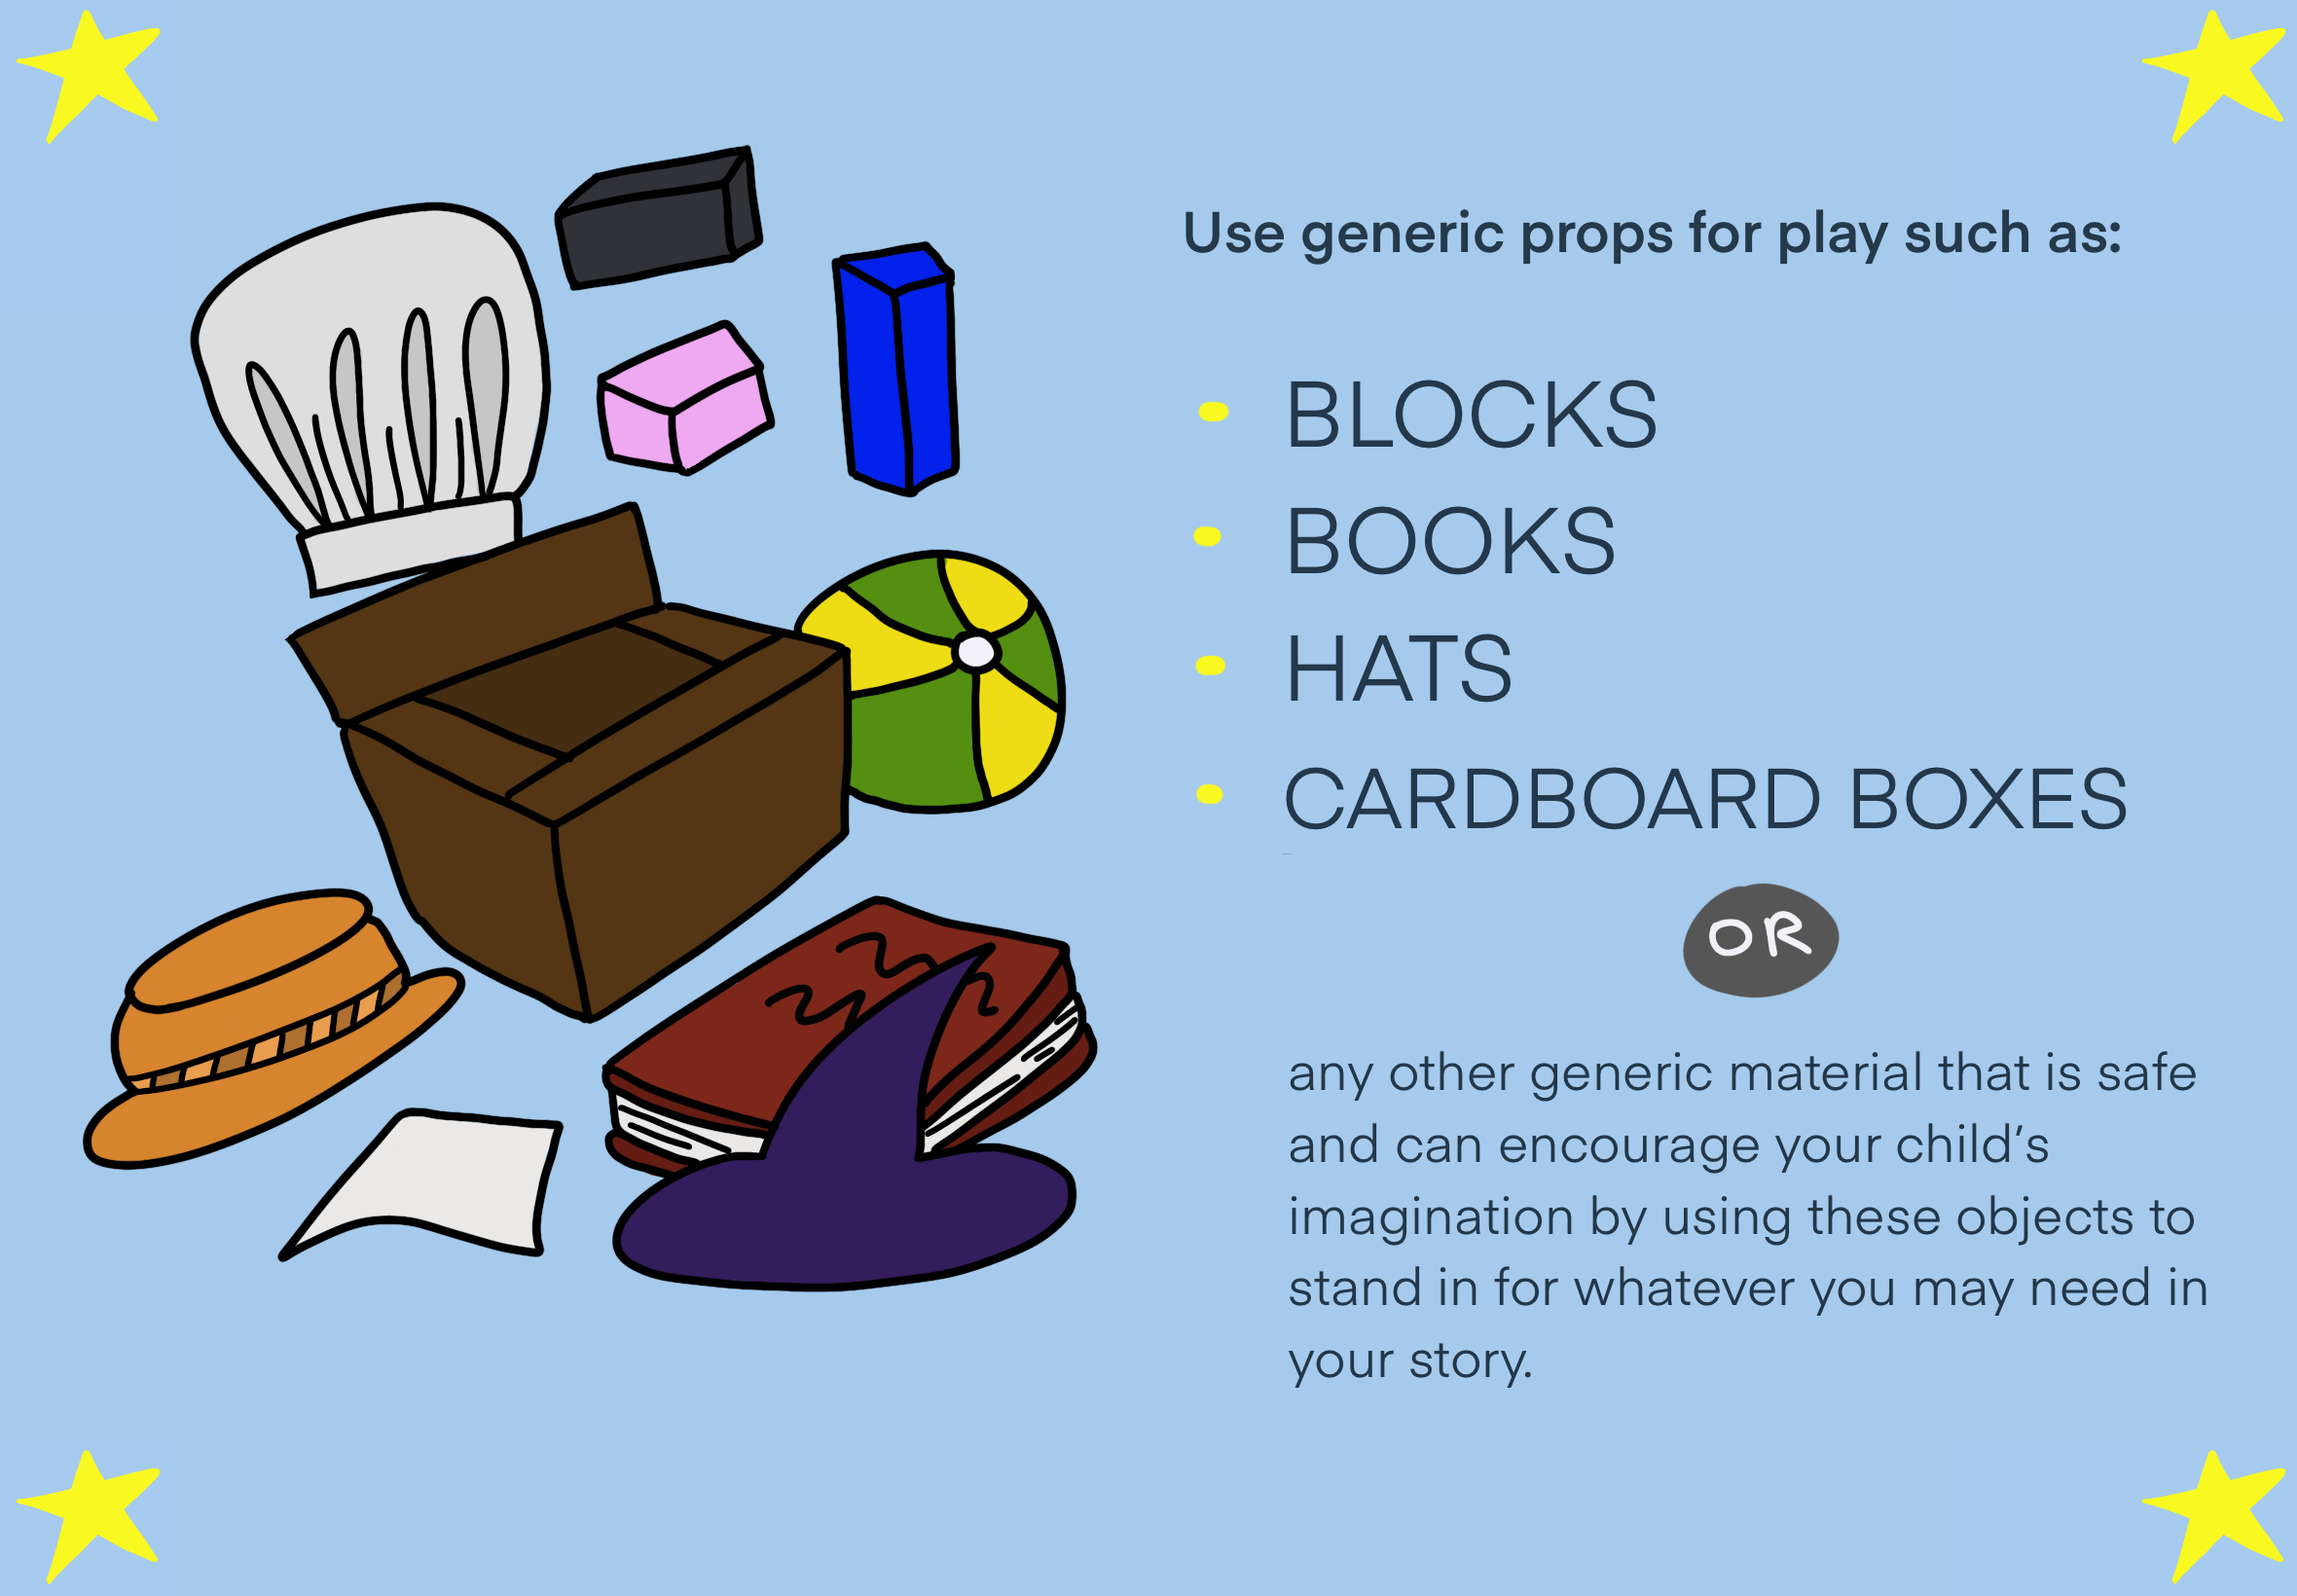 Use generic props for play such as:
BLOCKS
BOOKS
HATS
CARDBOARD BOXES
OR
any other generic material that is safe
and can encourage your child’s
imagination by using these objects to
stand in for whatever you may need in
your story.